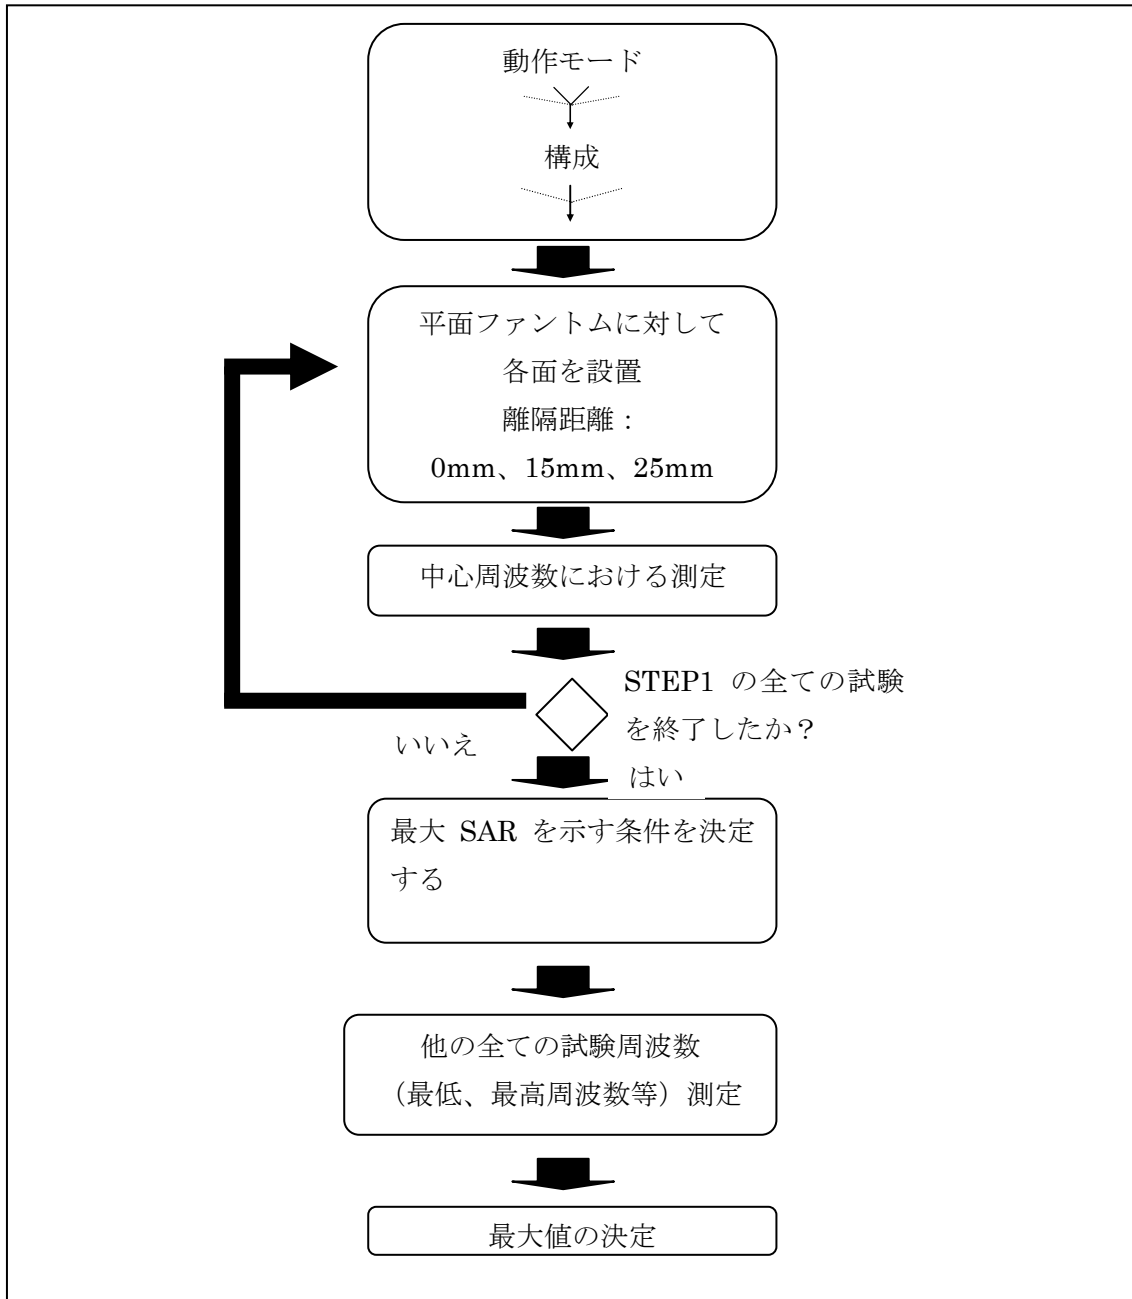 動作モード
構成
平面ファントムに対して
各面を設置
離隔距離：
0mm、15mm、25mm
中心周波数における測定
STEP1 の全ての試験
を終了したか？
いいえ
はい
最大 SAR を示す条件を決定
する
他の全ての試験周波数
（最低、最高周波数等）測定
最大値の決定